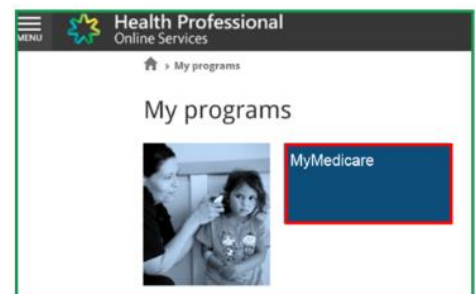 MENU
Health Professional
Online Services
> My programs
My programs
MyMedicare